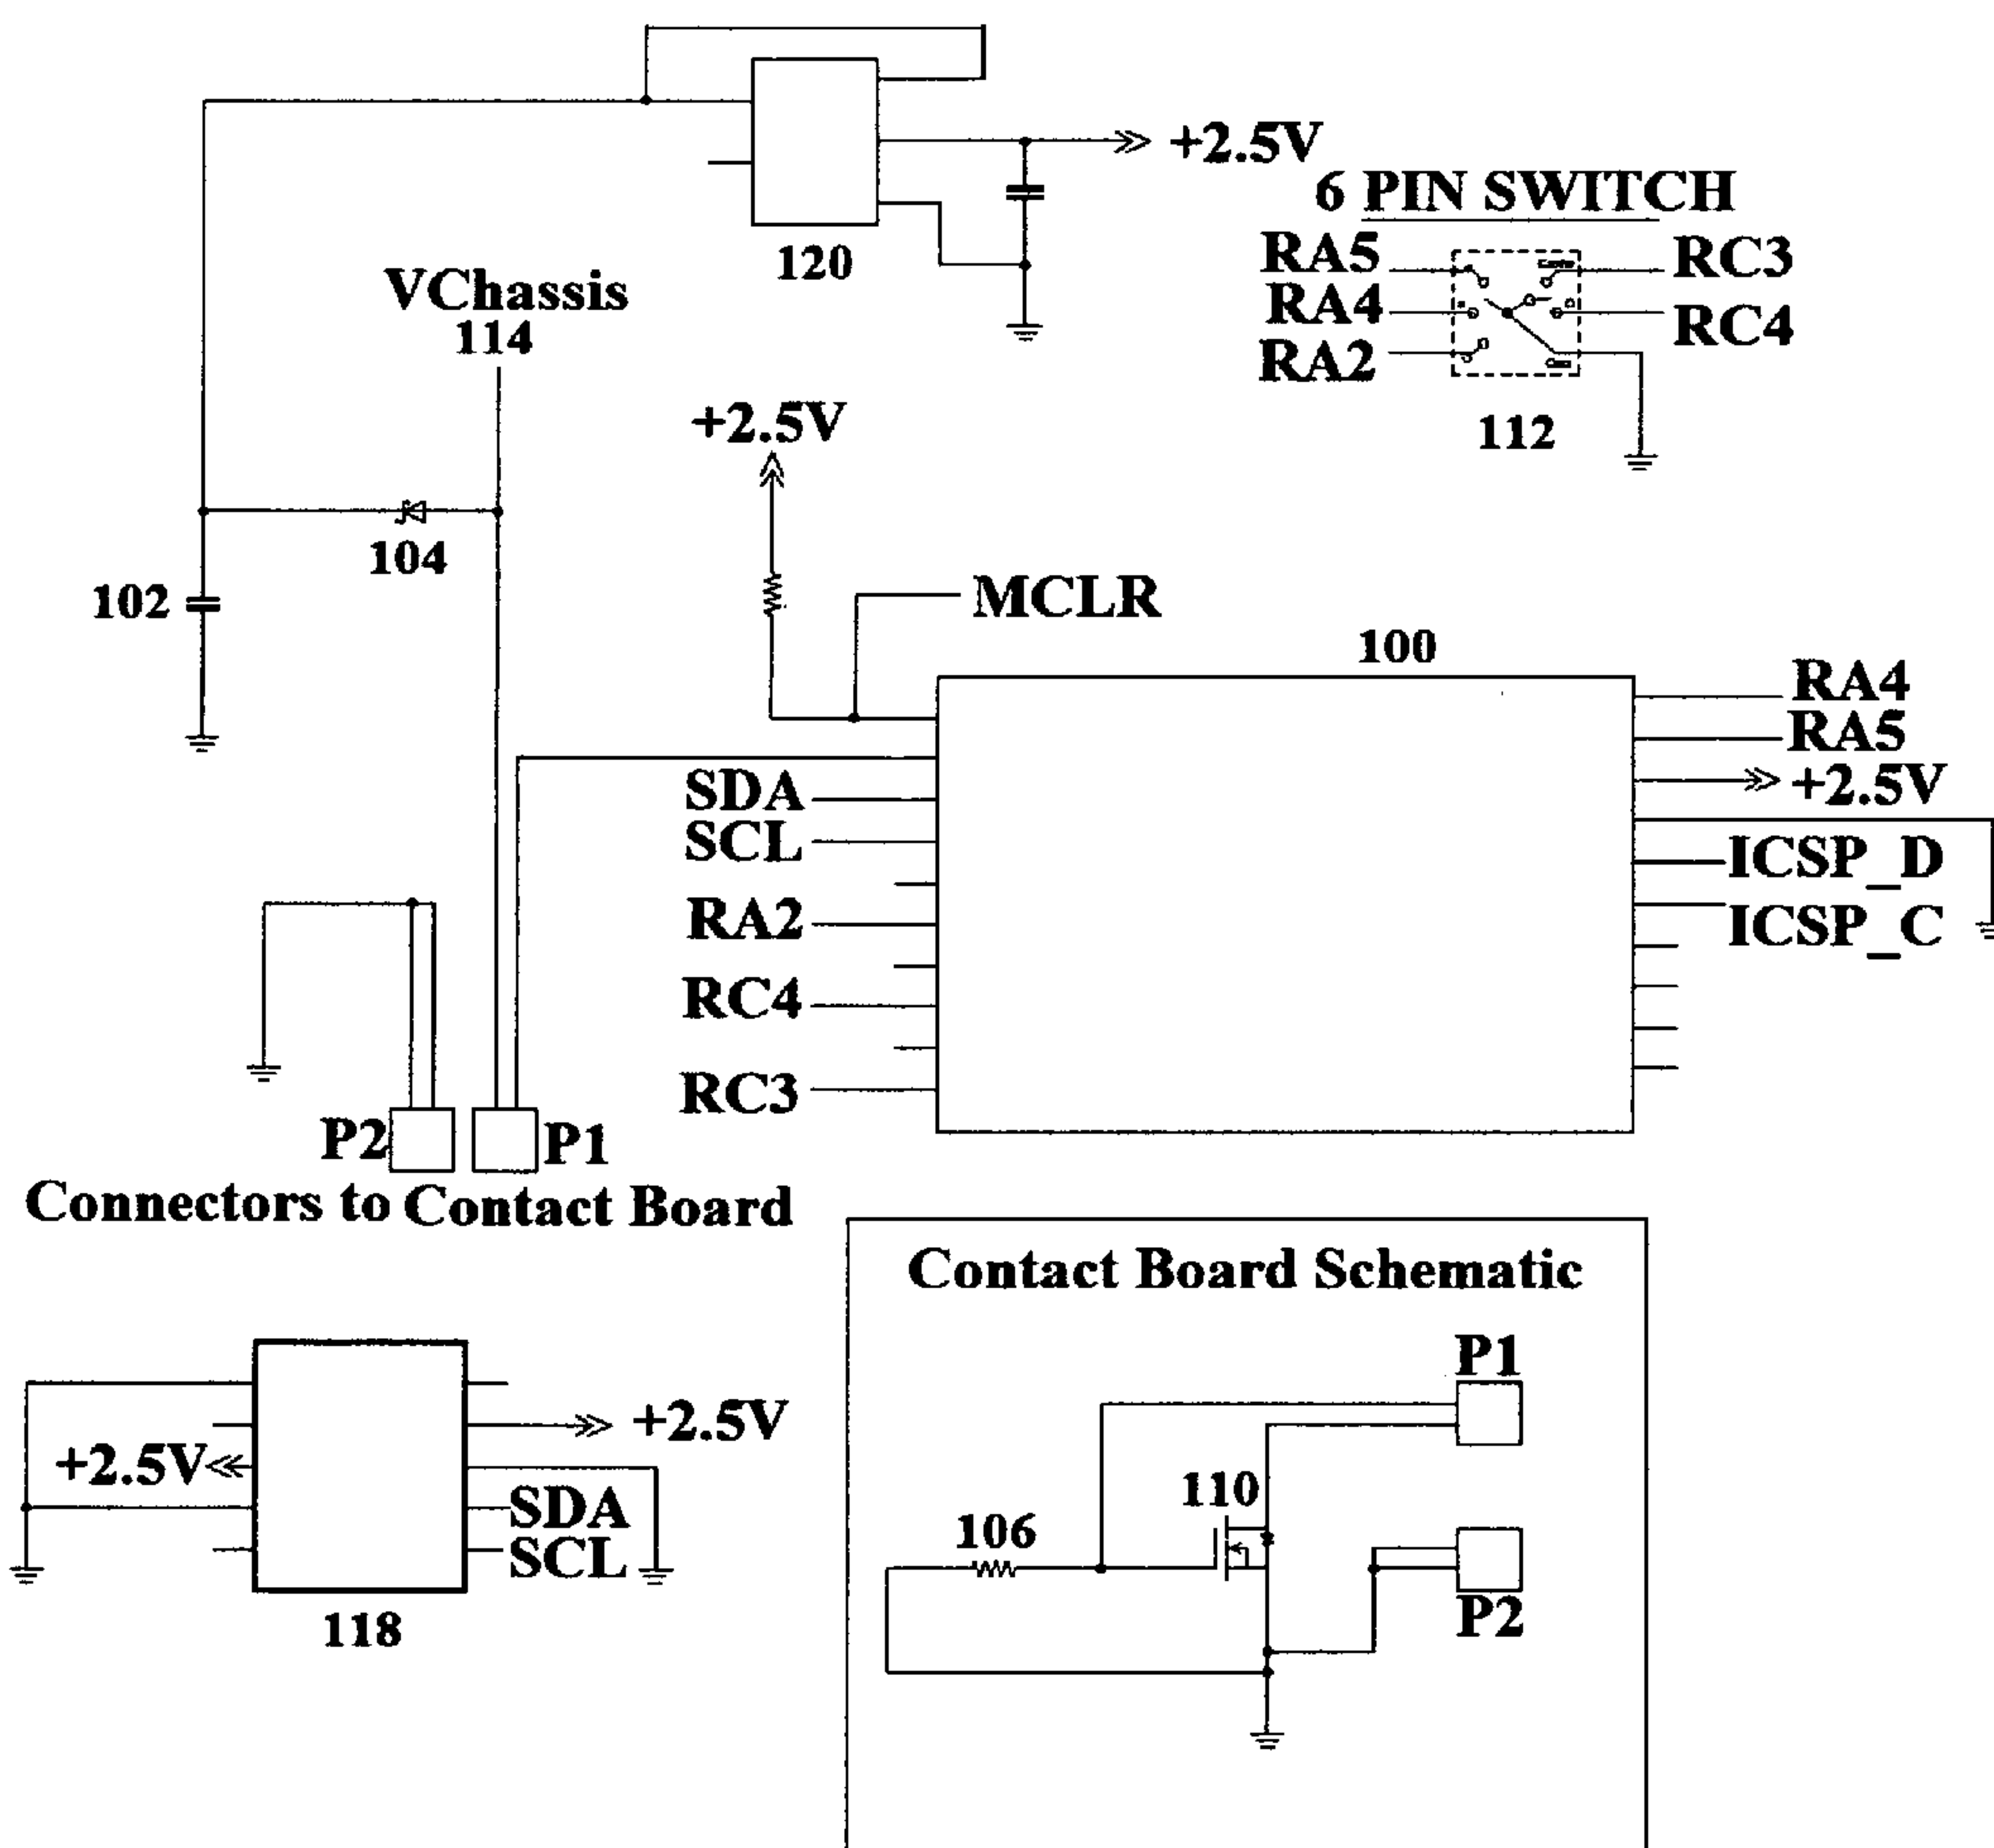 +2.5V
120
6 PIN SWITCH
RA5
RC3
RA4
RC4
RA2
112
VChassis
114
+2.5V
104
102
MCLR
100
RA4
RA5
+2.5V
SDA
SCL
ICSP_D
RA2
ICSP_C
RC4
RC3
P2
P1
Connectors to Contact Board
Contact Board Schematic
+2.5V
+2.5V
SDA
SCL
118
P1
110
106
P2